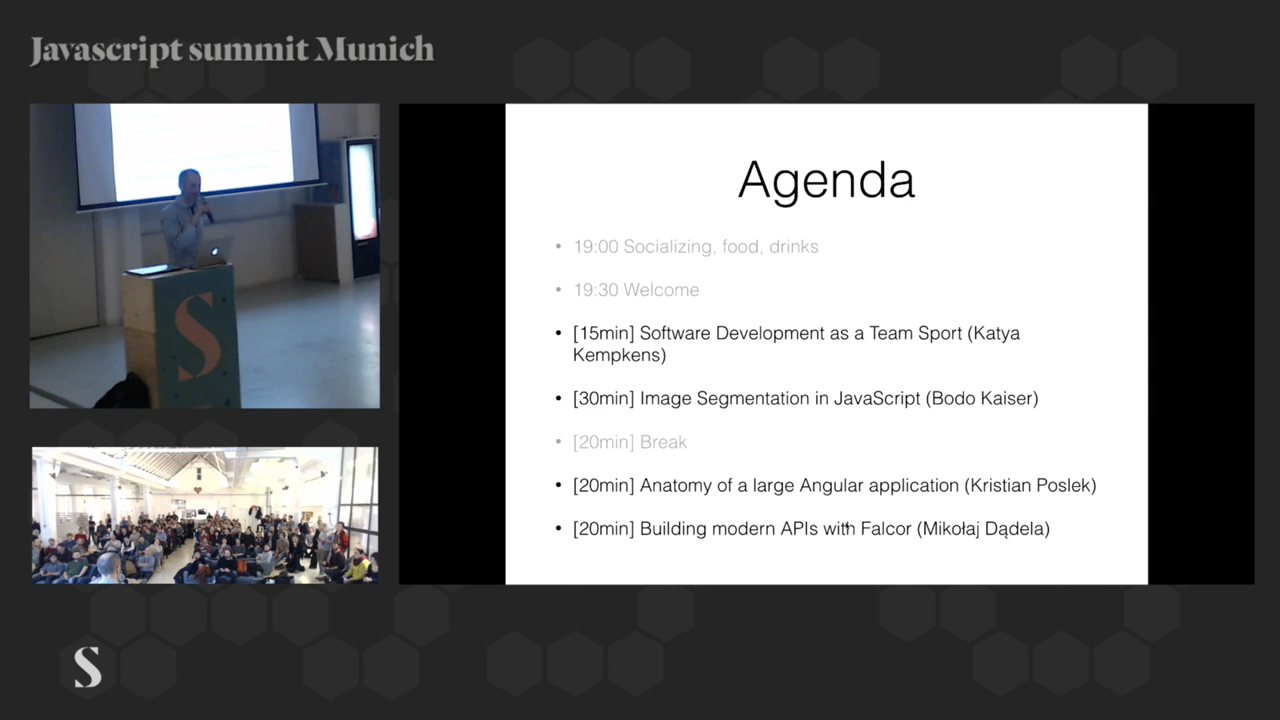 Javascript summit Munich
Agenda
• 19:00 Socializing, food, drinks
• 19:30 Welcome
• [15min] Software Development as a Team Sport (Katya
Kempkens)
• [30min] Image Segmentation in JavaScript (Bodo Kaiser)
• [20min] Break
• [20min] Anatomy of a large Angular application (Kristian Poslek)
• [20min] Building modern APIs with Falcor (Mikołaj Dądela)
S
S